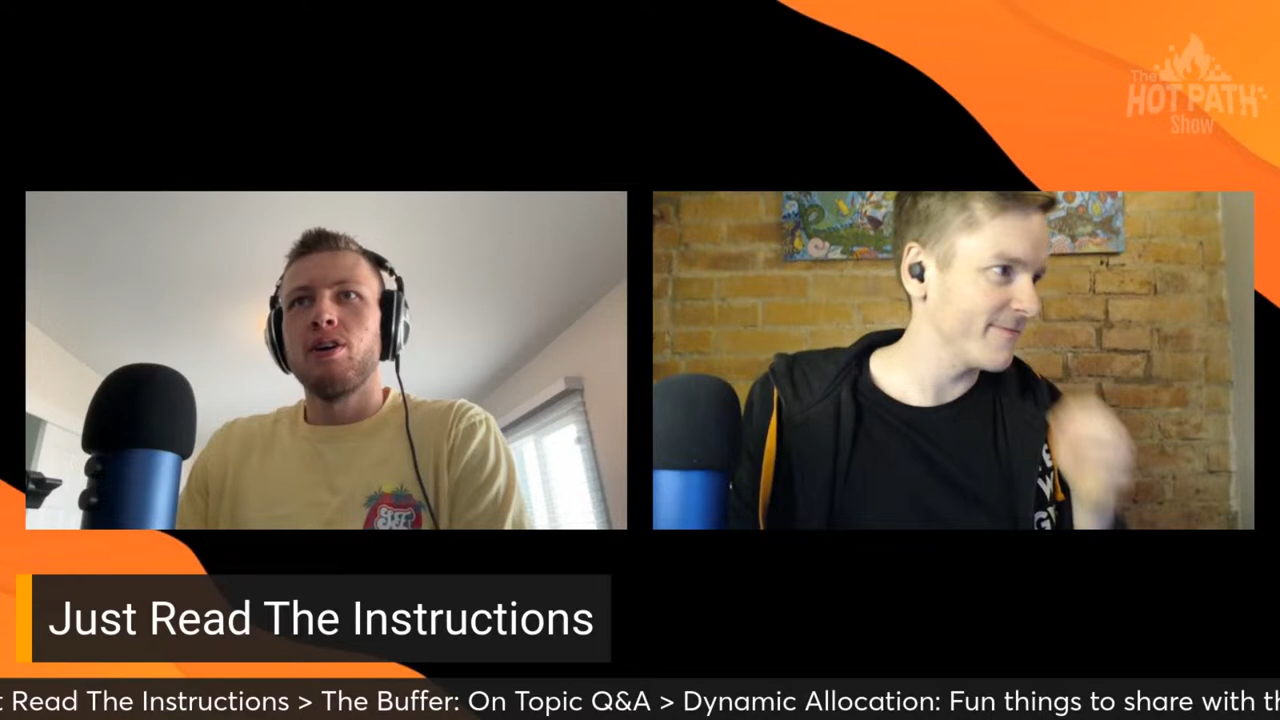 The
HOT PATH
Show
Just Read The Instructions
t Read The Instructions > The Buffer: On Topic Q&A > Dynamic Allocation: Fun things to share with th